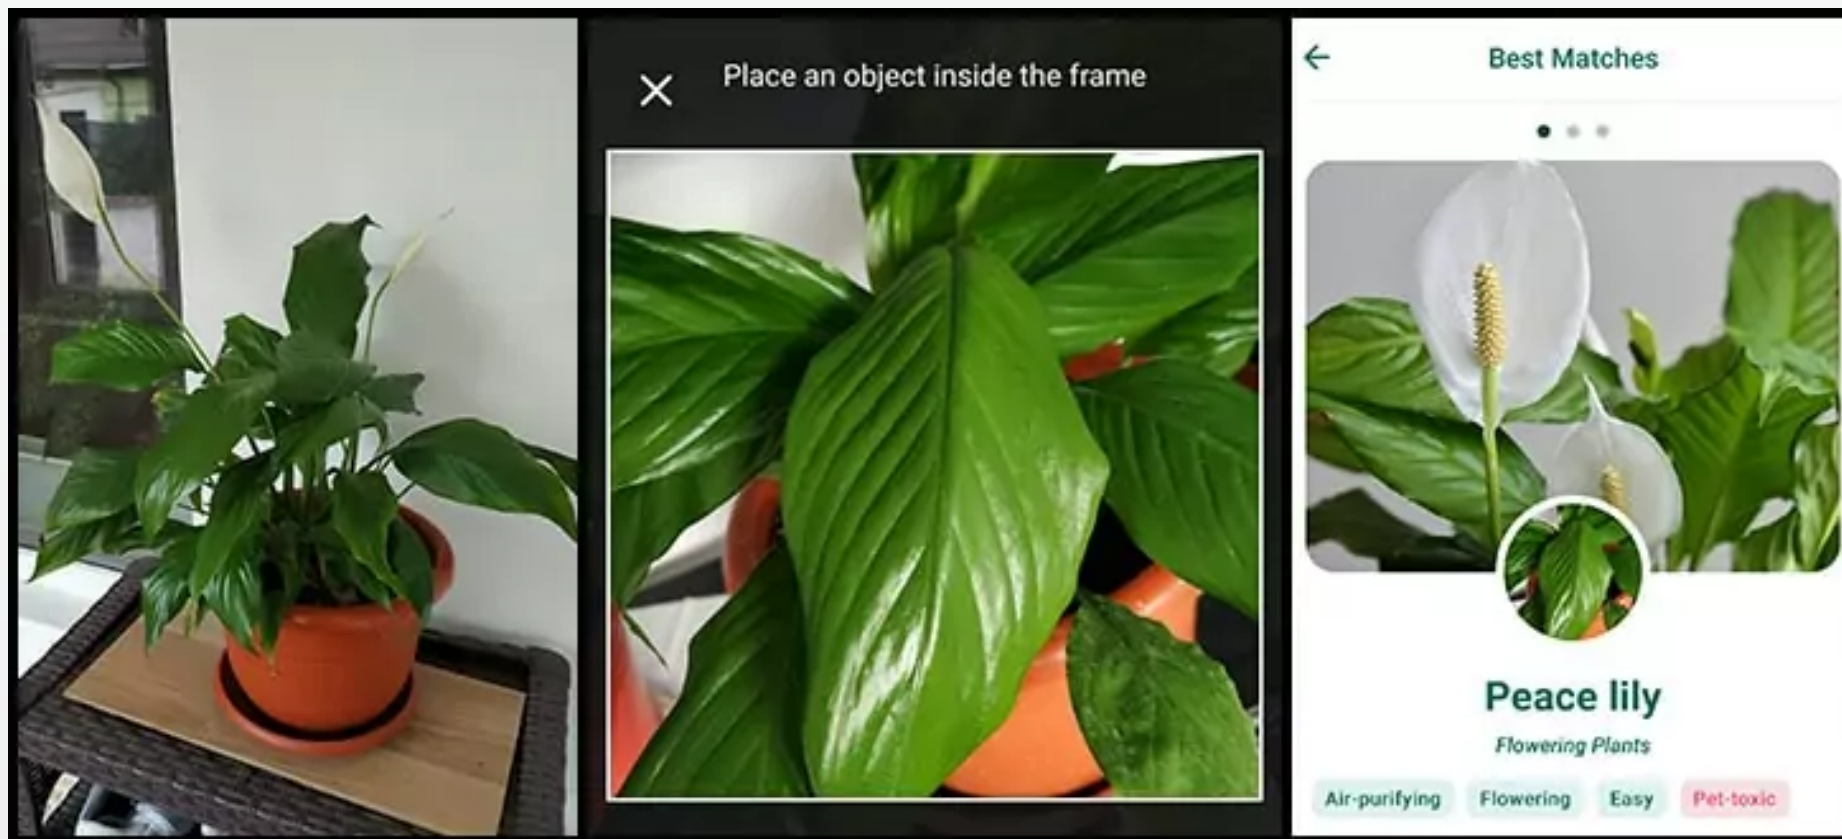 Place an object inside the frame
Best Matches
Peace lily
Flowering Plants
Air-purifying Flowering Easy Pet-toxic